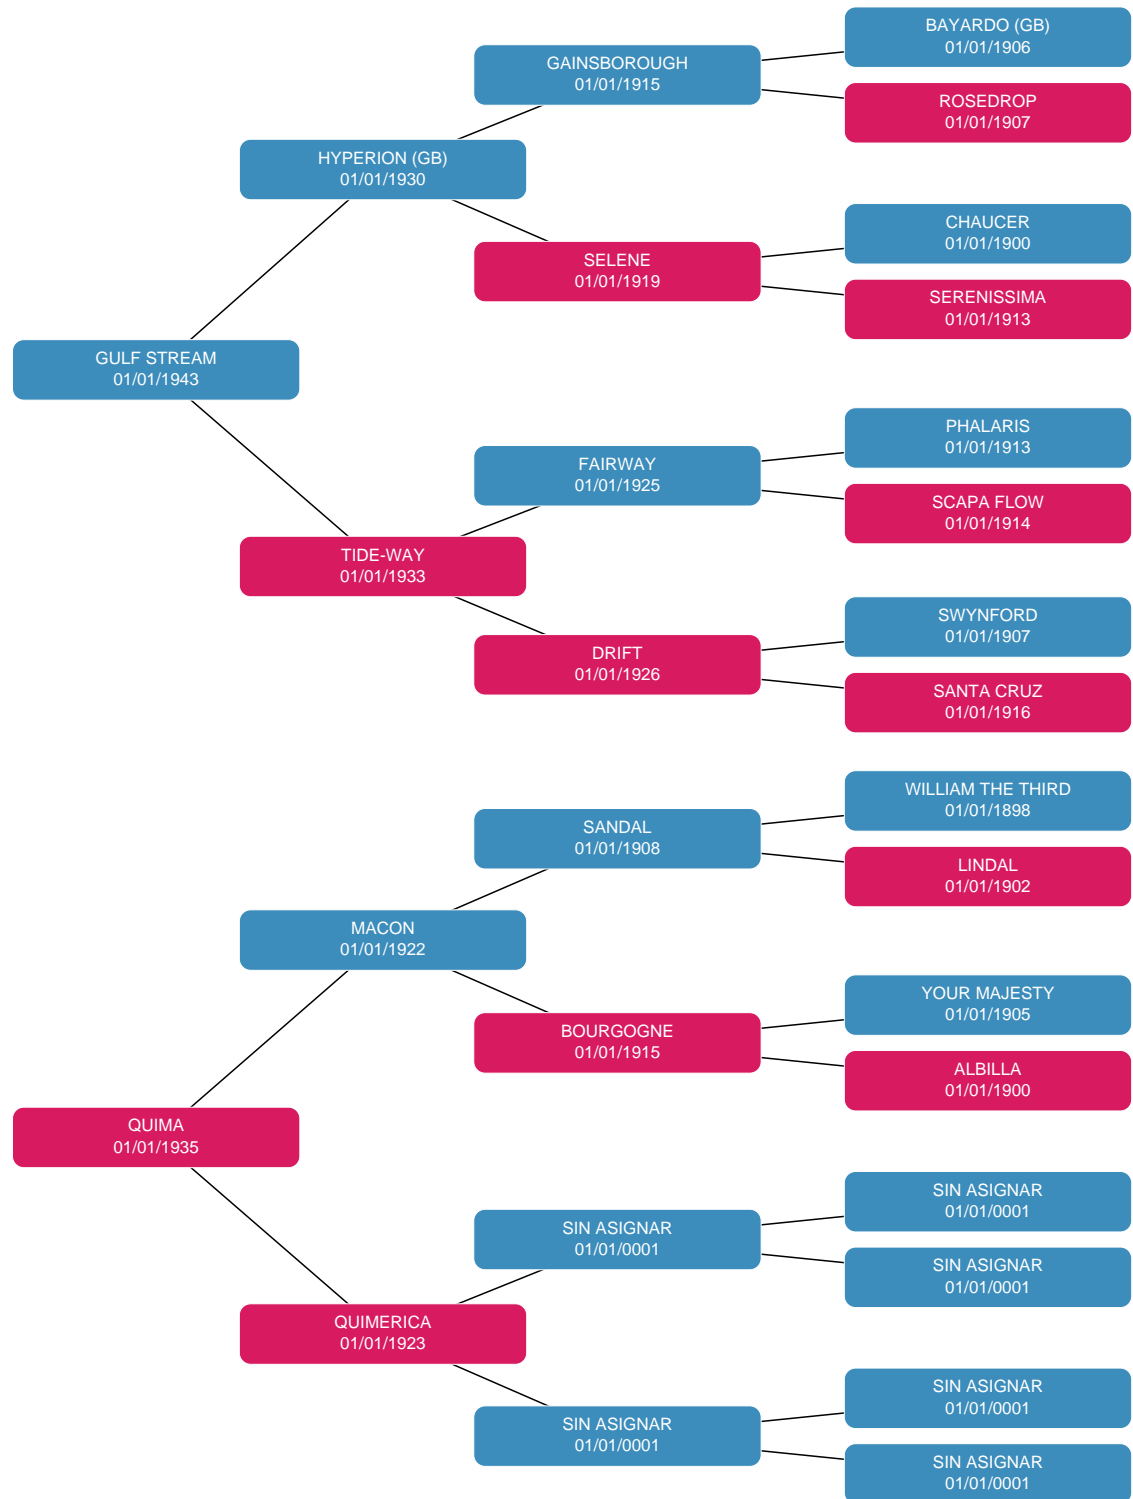 BAYARDO (GB)
01/01/1906
GAINSBOROUGH
01/01/1915
ROSEDROP
01/01/1907
HYPERION (GB)
01/01/1930
CHAUCER
01/01/1900
SELENE
01/01/1919
SERENISSIMA
01/01/1913
GULF STREAM
01/01/1943
PHALARIS
01/01/1913
FAIRWAY
01/01/1925
SCAPA FLOW
01/01/1914
TIDE-WAY
01/01/1933
SWYNFORD
01/01/1907
DRIFT
01/01/1926
SANTA CRUZ
01/01/1916
WILLIAM THE THIRD
01/01/1898
SANDAL
01/01/1908
LINDAL
01/01/1902
MACON
01/01/1922
YOUR MAJESTY
01/01/1905
BOURGOGNE
01/01/1915
ALBILLA
01/01/1900
QUIMA
01/01/1935
SIN ASIGNAR
01/01/0001
SIN ASIGNAR
01/01/0001
SIN ASIGNAR
01/01/0001
QUIMERICA
01/01/1923
SIN ASIGNAR
01/01/0001
SIN ASIGNAR
01/01/0001
SIN ASIGNAR
01/01/0001